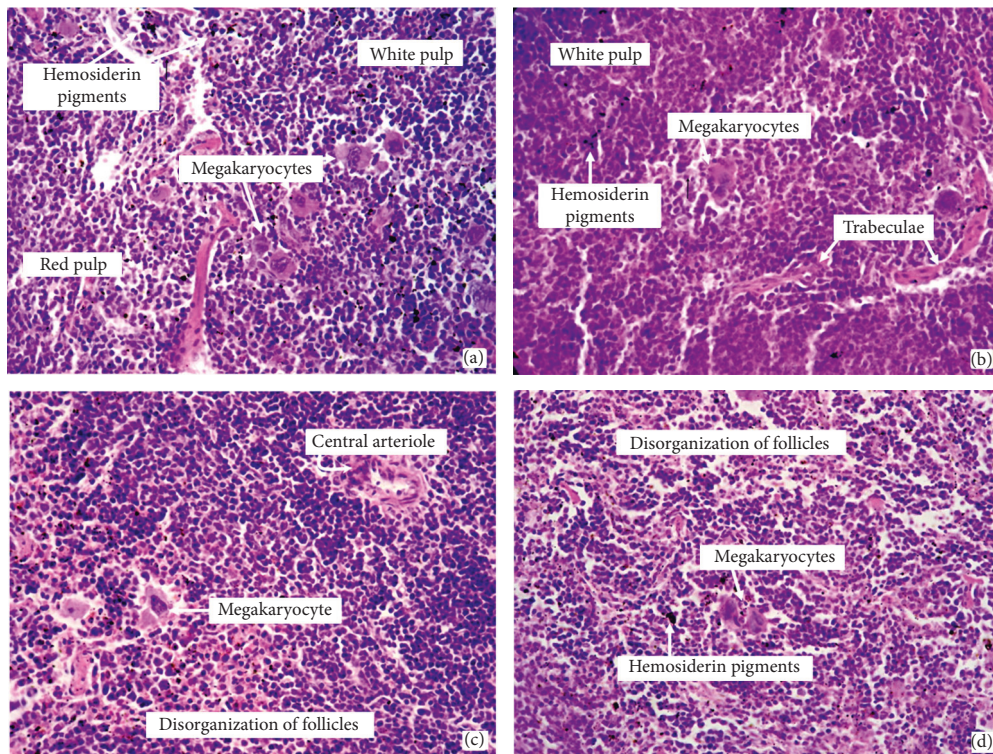 Hemosiderin
pigments
White pulp
Megakaryocytes
Red pulp
(a)
White pulp
Megakaryocytes
Hemosiderin
pigments
Trabeculae
(b)
Central arteriole
Megakaryocyte
Disorganization of follicles
(c)
Disorganization of follicles
Megakaryocytes
Hemosiderin pigments
(d)